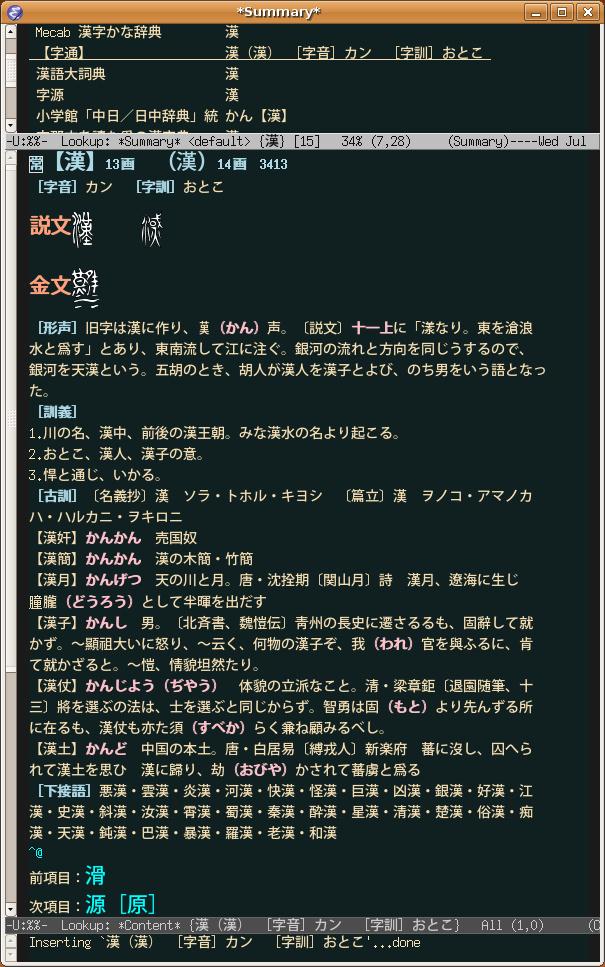 *Summary*
Mecab 漢字かな辞典 漢
【字通】 漢（漢） ［字音］カン ［字訓］おとこ
漢語大詞典 漢
字源 漢
小学館「中日／日中辞典」統 かん【漢】
-U:%%- Lookup: *Summary* <default> {漢} [15] 34% (7,28) (Summary)----Wed Jul
常【漢】13画 （漢）14画 3413
［字音］カン ［字訓］おとこ
説文
金文
［形声］旧字は漢に作り、（かん）声。〔説文〕十一上に「漾なり。東を滄浪
水と爲す」とあり、東南流して江に注ぐ。銀河の流れと方向を同じうするので、
銀河を天漢という。五胡のとき、胡人が漢人を漢子とよび、のち男をいう語となっ
た。
［訓義］
1.川の名、漢中、前後の漢王朝。みな漢水の名より起こる。
2.おとこ、漢人、漢子の意。
3.悍と通じ、いかる。
［古訓］〔名義抄〕漢 ソラ・トホル・キヨシ 〔篇立〕漢 ヲノコ・アマノカ
ハ・ハルカニ・ヲキロニ
【漢奸】かんかん 売国奴
【漢簡】かんかん 漢の木簡・竹簡
【漢月】かんげつ 天の川と月。唐・沈佺期〔関山月〕詩 漢月、遼海に生じ
朣朧（どうろう）として半暉を出だす
【漢子】かんし 男。〔北斉書、魏愷伝〕青州の長史に遷さるるも、固辭して就
かず。～顯祖大いに怒り、～云く、何物の漢子ぞ、我（われ）官を與ふるに、肯
て就かざると。～愷、情貌坦然たり。
【漢仗】かんじよう（ぢやう） 体貌の立派なこと。清・梁章鉅〔退園随筆、十
三〕將を選ぶの法は、士を選ぶと同じからず。智勇は固（もと）より先んずる所
に在るも、漢仗も亦た須（すべか）らく兼ね顧みるべし。
【漢土】かんど 中国の本土。唐・白居易〔縛戎人〕新楽府 蕃に沒し、囚へら
れて漢土を思ひ 漢に歸り、劫（おびや）かされて蕃虜と爲る
［下接語］悪漢・雲漢・炎漢・河漢・快漢・怪漢・巨漢・凶漢・銀漢・好漢・江
漢・史漢・斜漢・汝漢・霄漢・蜀漢・秦漢・酔漢・星漢・清漢・楚漢・俗漢・痴
漢・天漢・鈍漢・巴漢・暴漢・羅漢・老漢・和漢
^@
前項目：滑
次項目：源［原］
-U:%%- Lookup: *Content* {漢（漢） ［字音］カン ［字訓］おとこ} All (1,0) (C
Inserting `漢（漢） ［字音］カン ［字訓］おとこ'...done